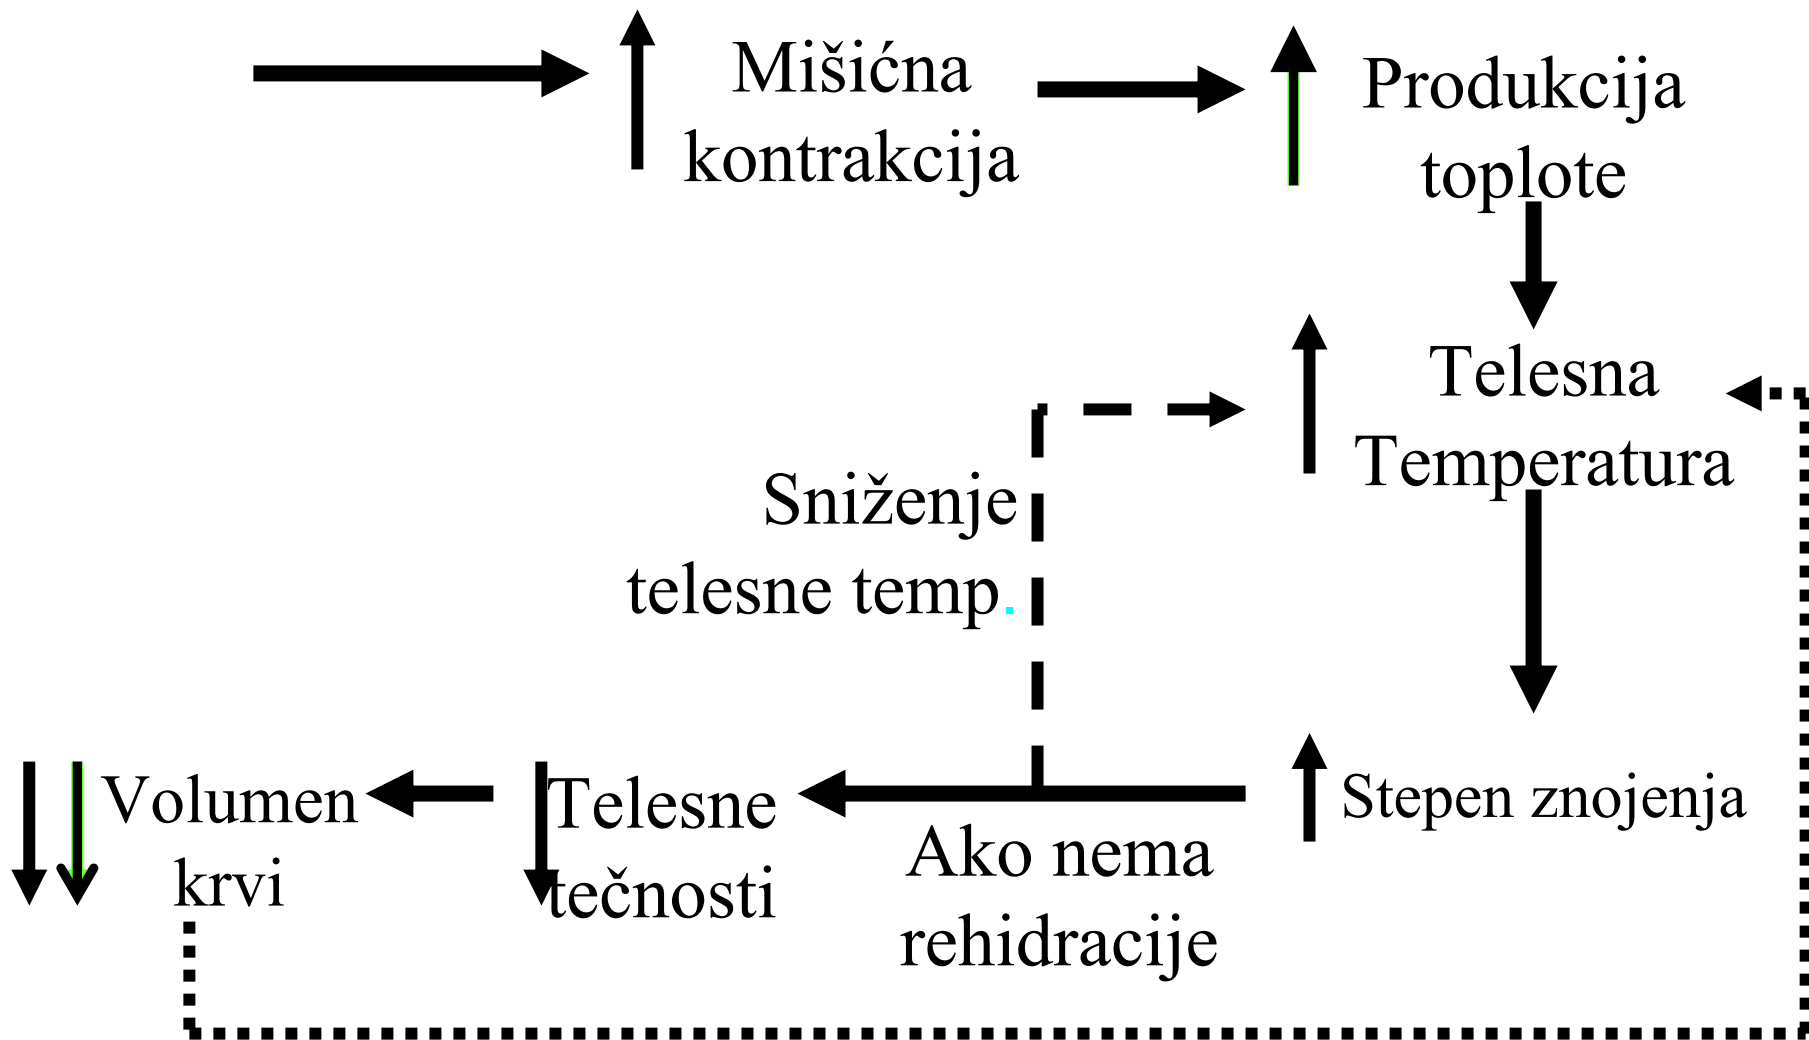 Mišićna
kontrakcija
Produkcija
toplote
Telesna
Temperatura
Sniženje
telesne temp.
Stepen znojenja
Ako nema
rehidracije
Telesne
tečnosti
Volumen
krvi